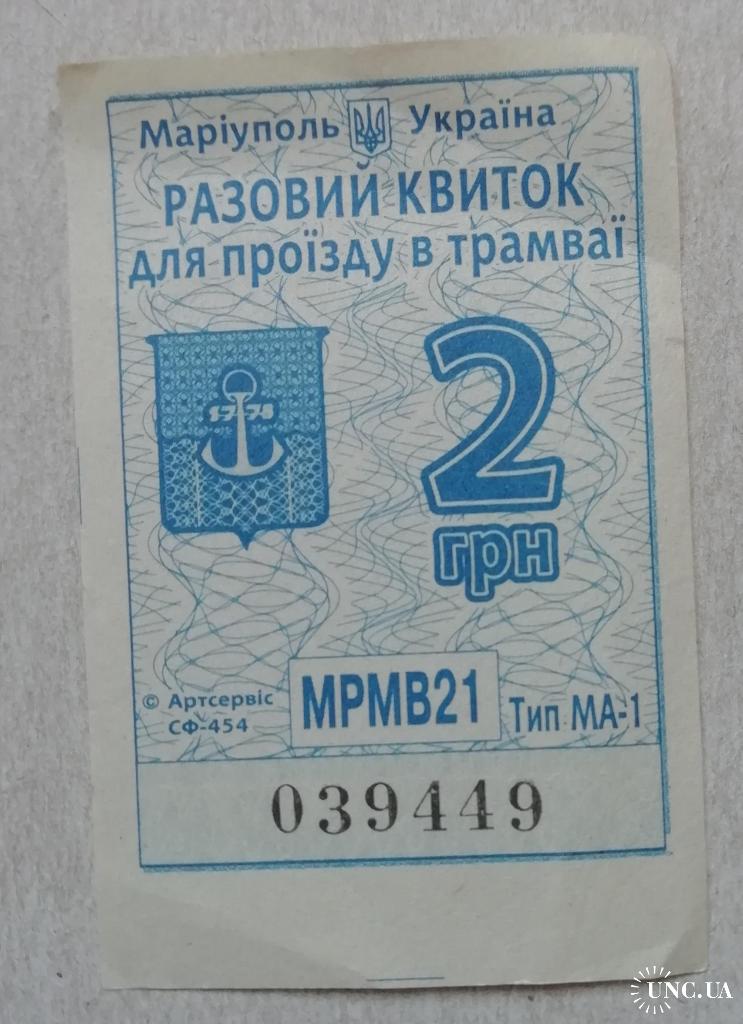 Маріуполь Україна
РАЗОВИЙ КВИТОК
для проїзду в трамваї
1778
2
грн
© Артсервіс
СФ-454
МРМВ21
Тип МА-1
039449
UNC.UA